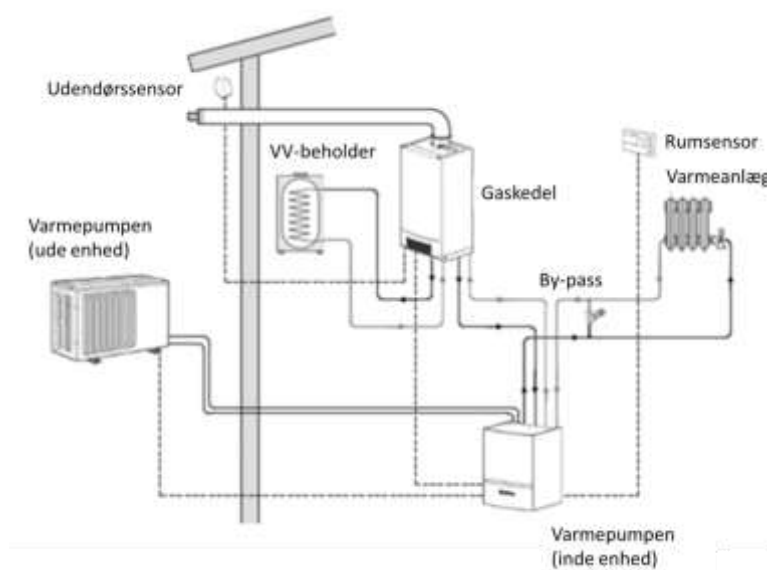 Udendørssensor
VV-beholder
Rumsensor
Varmeanlæg
Gaskedel
Varmepumpen
(ude enhed)
By-pass
Varmepumpen
(inde enhed)